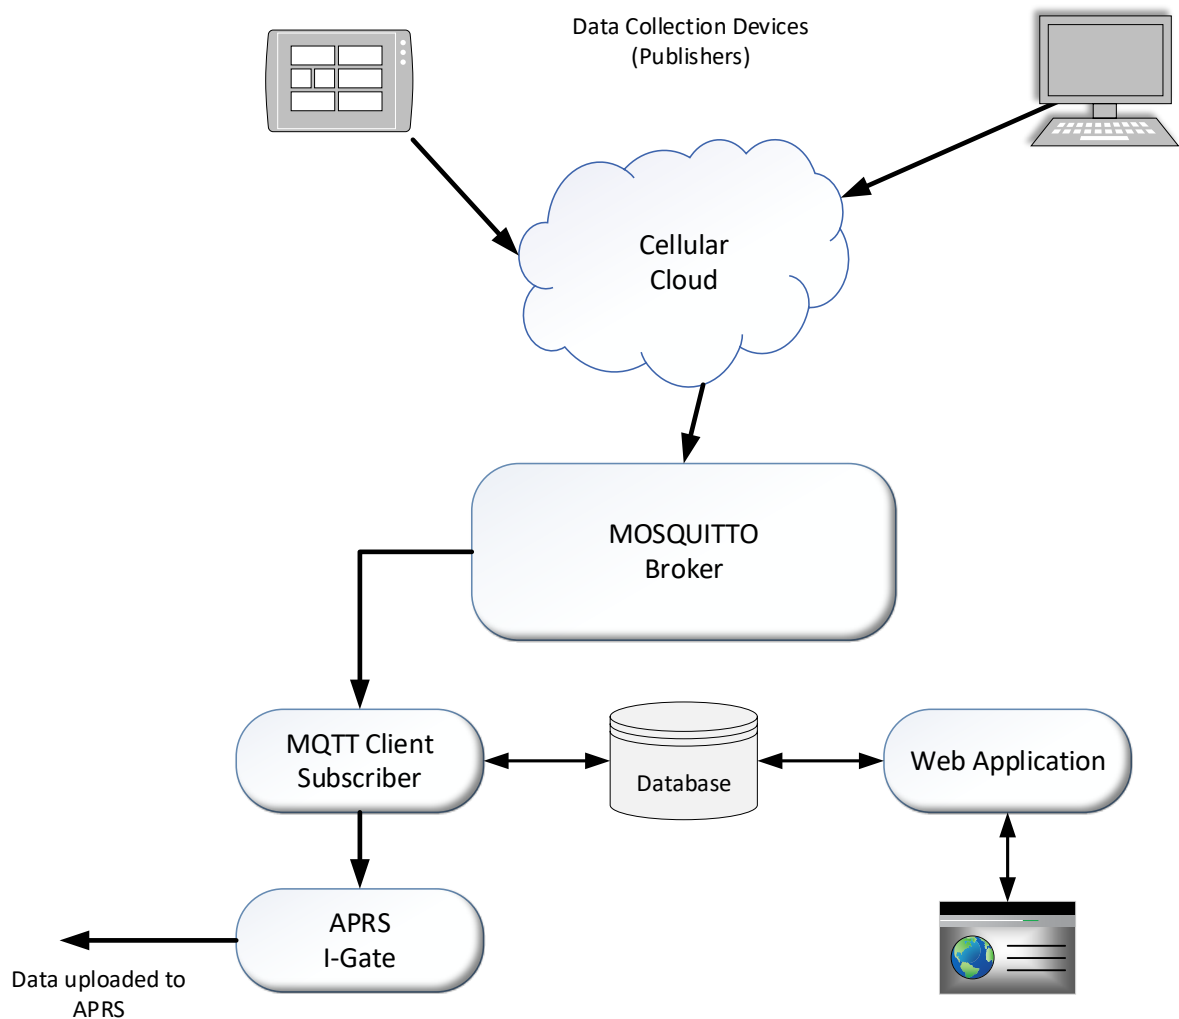 Data Collection Devices
(Publishers)
Cellular
Cloud
MOSQUITTO
Broker
MQTT Client
Subscriber
Database
Web Application
APRS
I-Gate
Data uploaded to
APRS